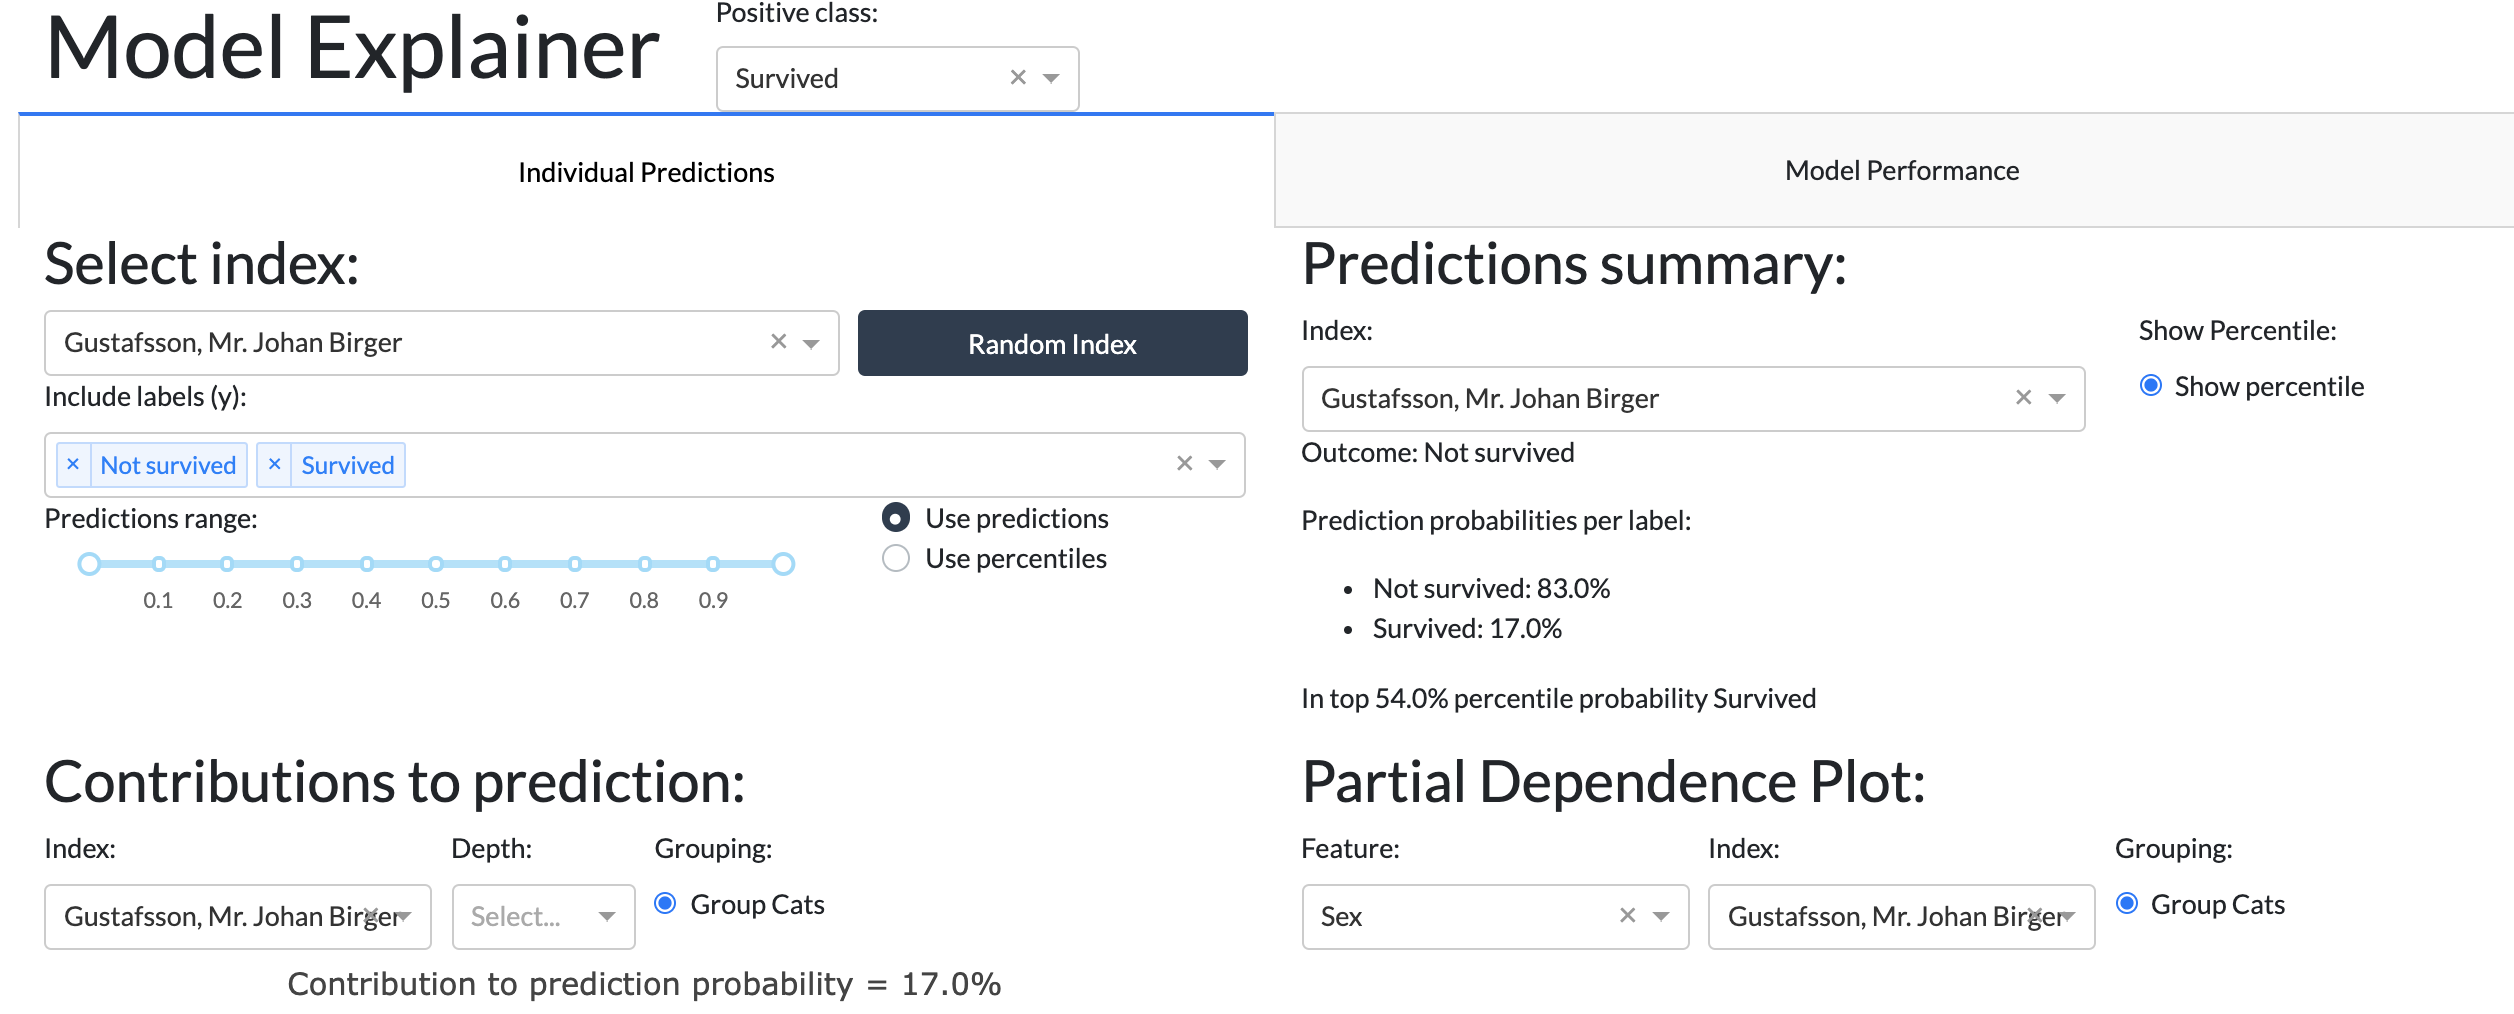 Model Explainer
Positive class:
Survived
Individual Predictions
Model Performance
Select index:
Gustafsson, Mr. Johan Birger
Random Index
Include labels (y):
Not survived
Survived
Predictions range:
0.1 0.2 0.3 0.4 0.5 0.6 0.7 0.8 0.9
Use predictions
Use percentiles
Predictions summary:
Index:
Gustafsson, Mr. Johan Birger
Show Percentile:
Show percentile
Outcome: Not survived
Prediction probabilities per label:
Not survived: 83.0%
Survived: 17.0%
In top 54.0% percentile probability Survived
Contributions to prediction:
Index:
Gustafsson, Mr. Johan Birger
Depth:
Select...
Grouping:
Group Cats
Contribution to prediction probability = 17.0%
Partial Dependence Plot:
Feature:
Sex
Index:
Gustafsson, Mr. Johan Birger
Grouping:
Group Cats